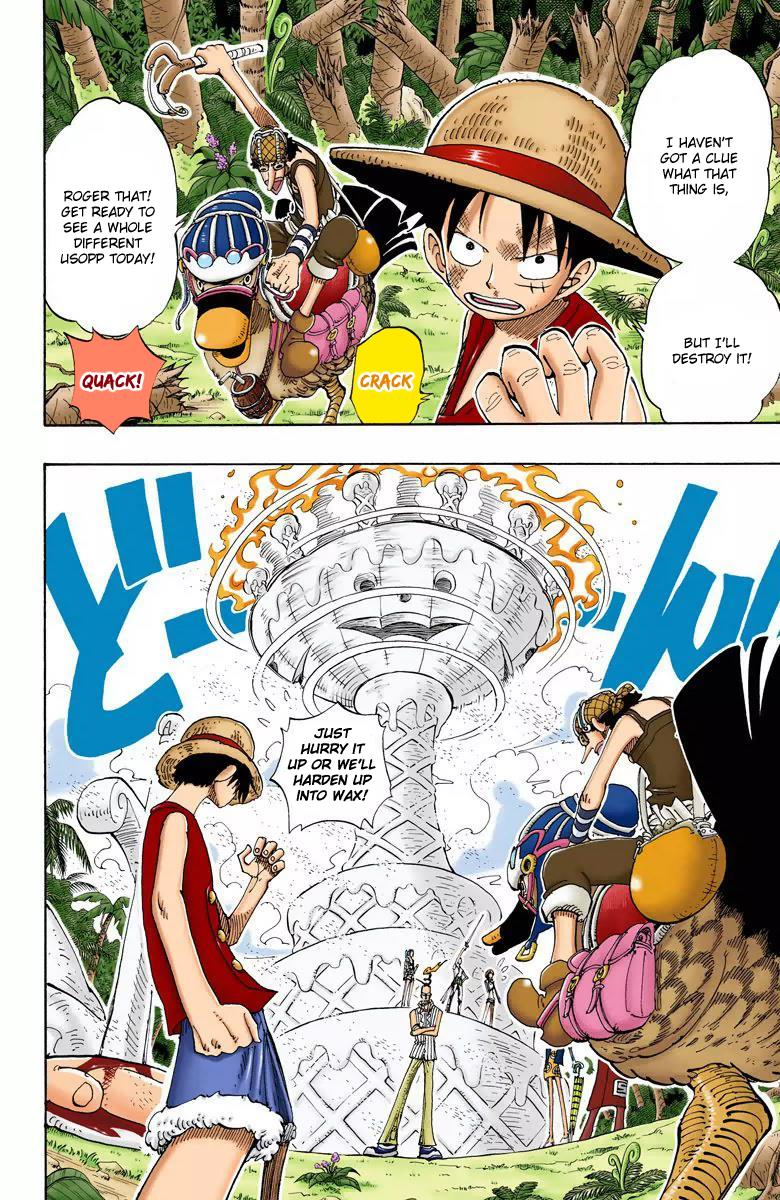 I HAVEN'T
GOT A CLUE
WHAT THAT
THING IS,
BUT I'LL
DESTROY IT!
ROGER THAT!
GET READY TO
SEE A WHOLE
DIFFERENT
USOPP TODAY!
CRACK
QUACK!
ど——ん!!
JUST
HURRY IT
UP OR WE'LL
HARDEN UP
INTO WAX!